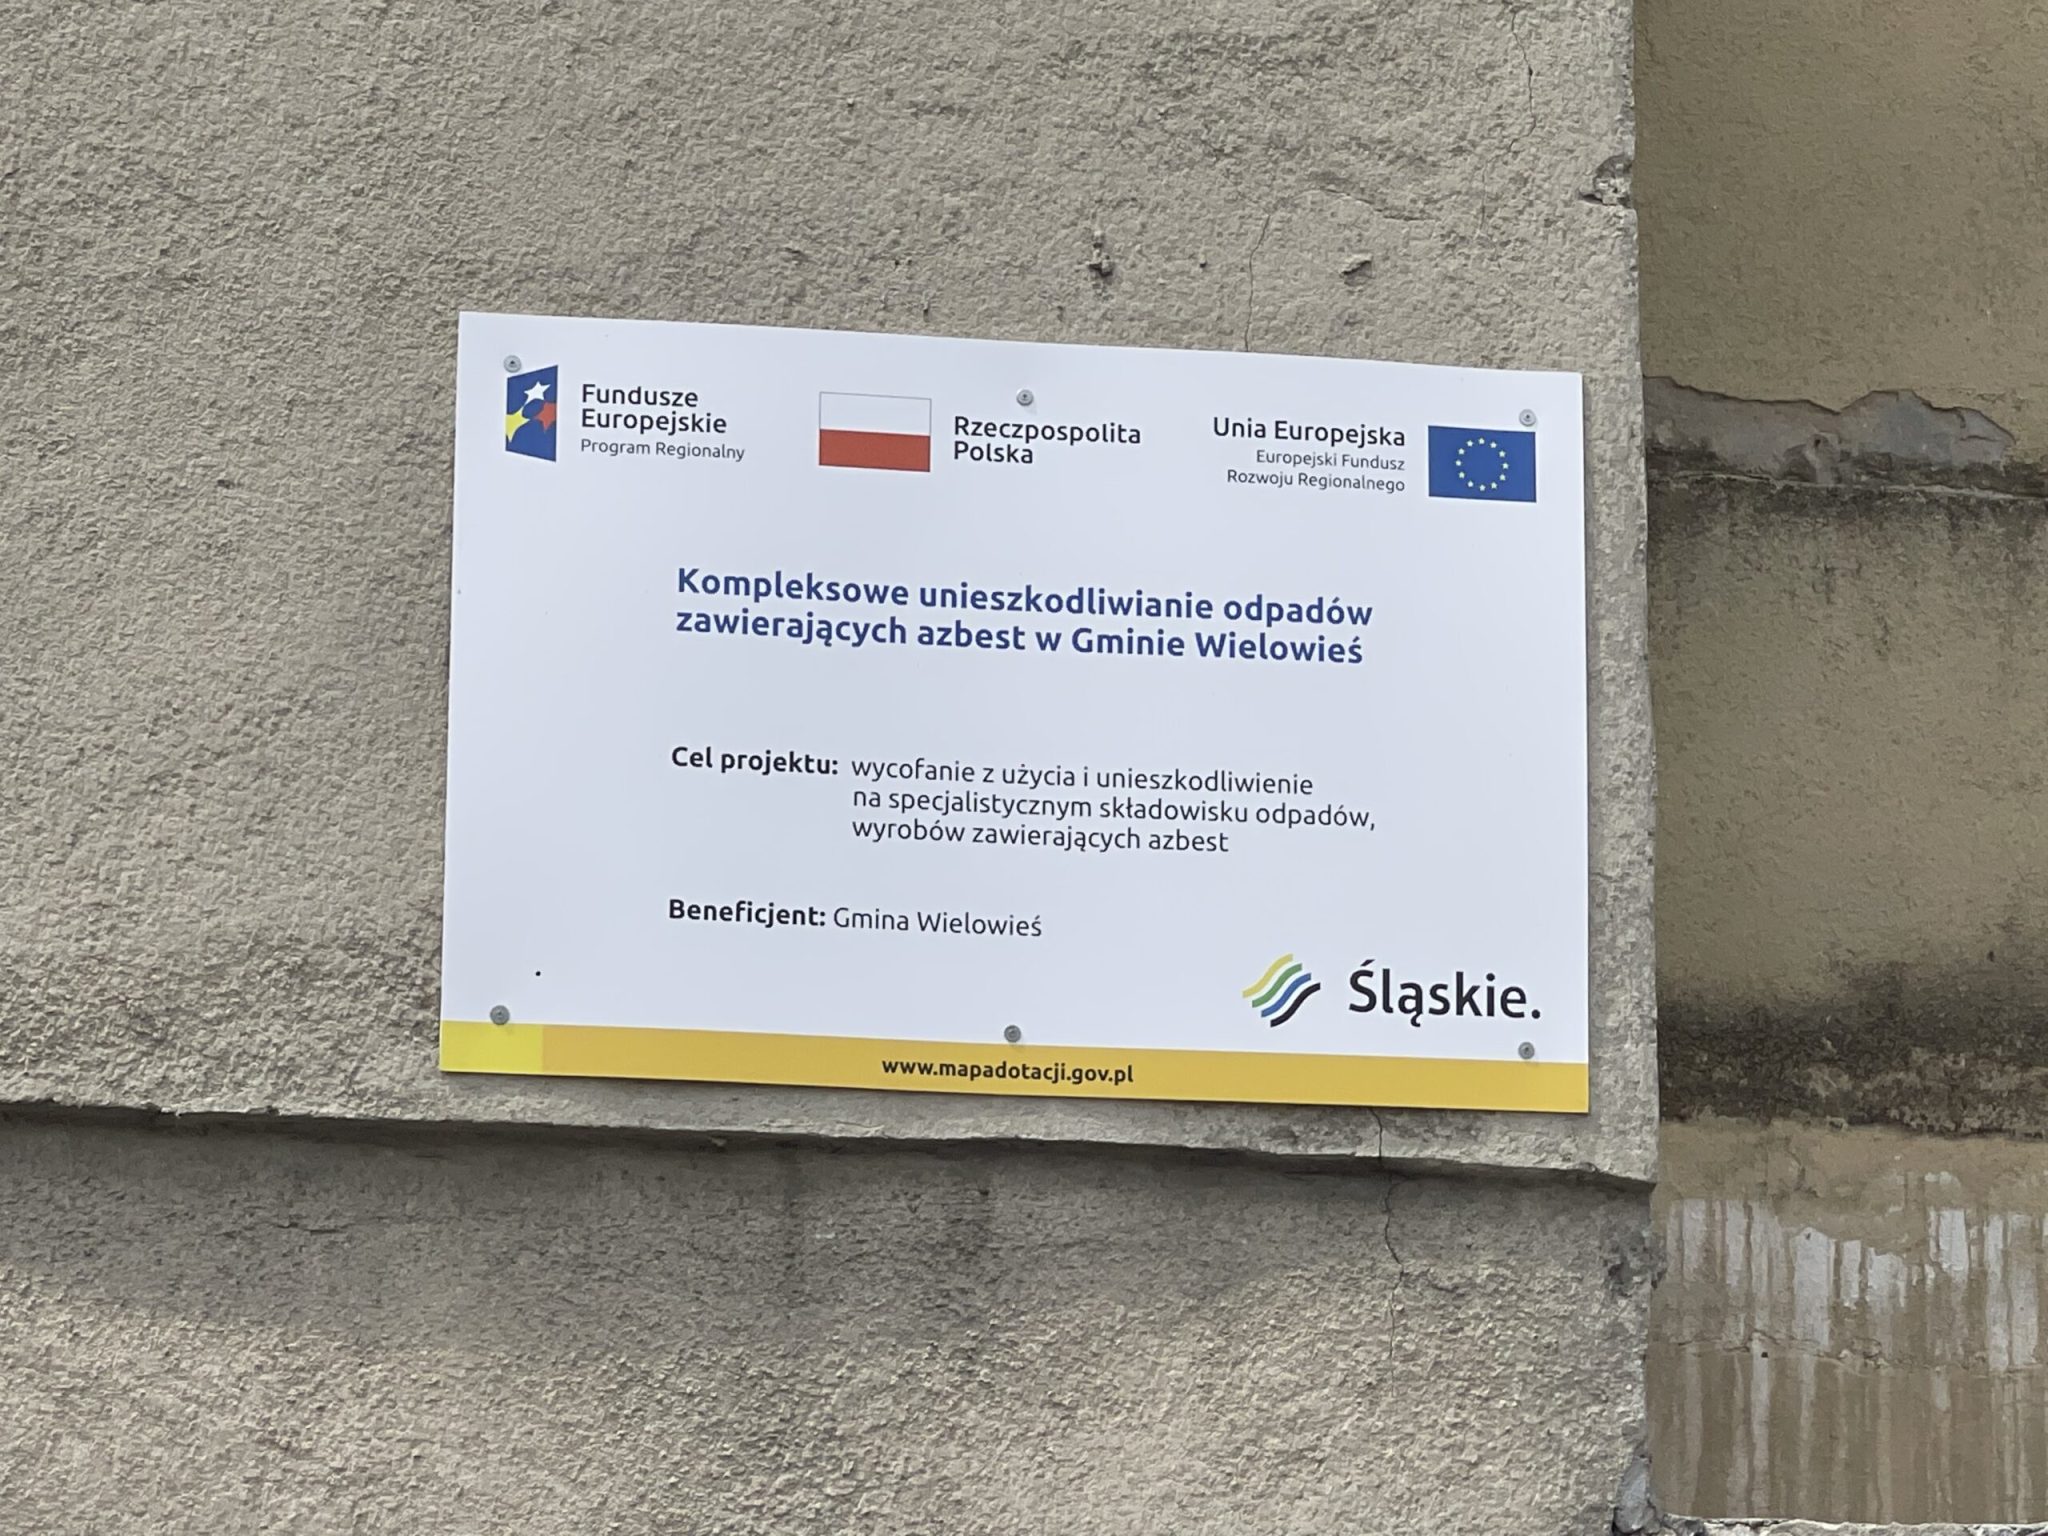 Fundusze
Europejskie
Program Regionalny
Rzeczpospolita
Polska
Unia Europejska
Europejski Fundusz
Rozwoju Regionalnego
Kompleksowe unieszkodliwianie odpadów
zawierających azbest w Gminie Wielowieś
Cel projektu: wycofanie z użycia i unieszkodliwienie
na specjalistycznym składowisku odpadów,
wyrobów zawierających azbest
Beneficjent: Gmina Wielowieś
Śląskie.
www.mapadotacji.gov.pl